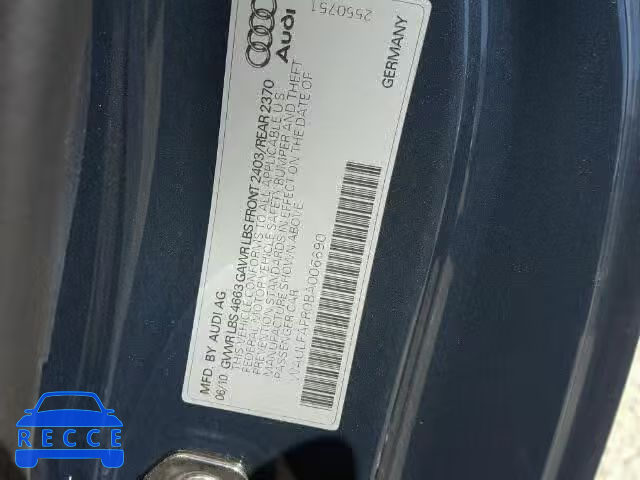 MFD. BY AUDI AG
06/10 GVWR LBS 4663 GAWR LBS FRONT 2403/REAR 2370
THIS VEHICLE CONFORMS TO ALL APPLICABLE U.S.
FEDERAL MOTOR VEHICLE SAFETY, BUMPER AND THEFT
PREVENTION STANDARDS IN EFFECT ON THE DATE OF
MANUFACTURE SHOWN ABOVE
PASSENGER CAR
WAULFAFR0BA006690
Audi
2550751
GERMANY
RECCE